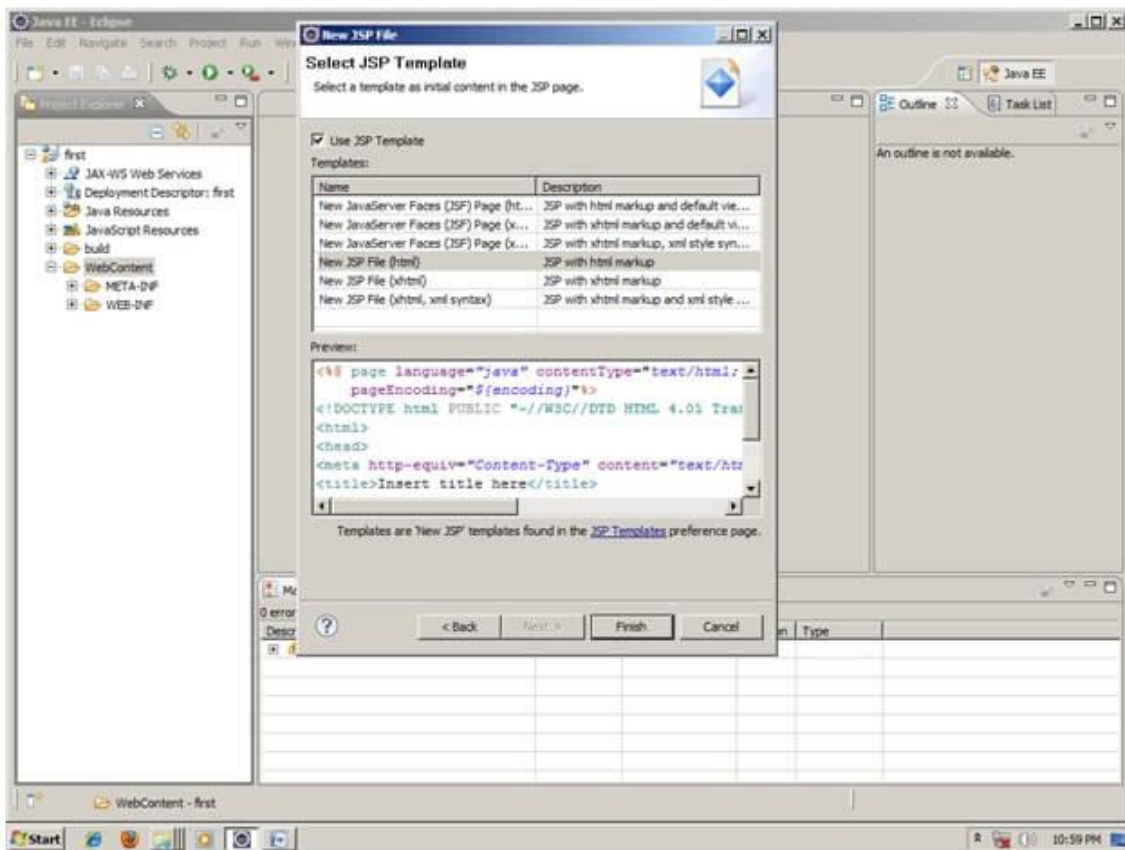 Java EE - Eclipse
File Edit Navigate Search Project Run
Java EE
Project Explorer
first
JAX-WS Web Services
Deployment Descriptor: first
Java Resources
JavaScript Resources
build
WebContent
META-INF
WEB-INF
New JSP File
Select JSP Template
Select a template as initial content in the JSP page.
Use JSP Template
Templates:
Name Description
New JavaServer Faces (JSF) Page (ht... JSP with html markup and default vie...
New JavaServer Faces (JSF) Page (x... JSP with xhtml markup and default vi...
New JavaServer Faces (JSF) Page (x... JSP with xhtml markup, xml style syn...
New JSP File (html) JSP with html markup
New JSP File (xhtml) JSP with xhtml markup
New JSP File (xhtml, xml syntax) JSP with xhtml markup and xml style ...
Preview:
<%@ page language="java" contentType="text/html;
pageEncoding="${encoding}"%>
<!DOCTYPE html PUBLIC "-//W3C//DTD HTML 4.01 Tra
<html>
<head>
<meta http-equiv="Content-Type" content="text/ht
<title>Insert title here</title>
Templates are 'New JSP' templates found in the JSP Templates preference page.
? < Back Next > Finish Cancel
Outline Task List
An outline is not available.
Ma
0 error
Descr on Type
WebContent - first
Start 10:59 PM